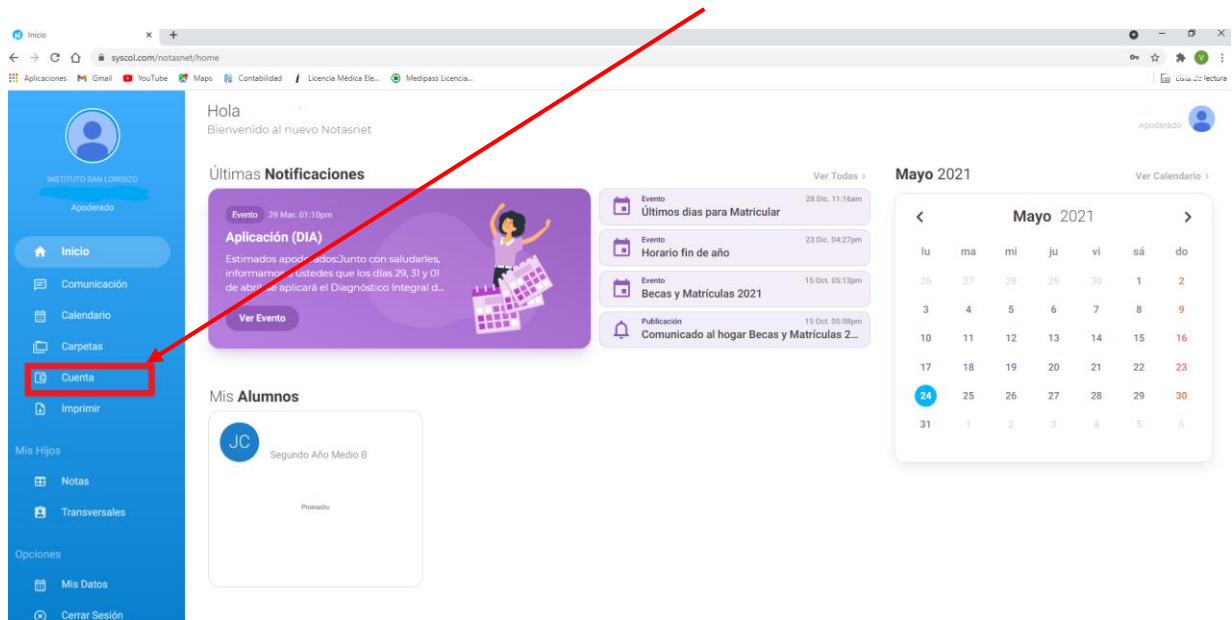 Inicio
syscol.com/notasnet/home
Aplicaciones
Gmail
YouTube
Maps
Contabilidad
Licencia Médica Ele...
Medipass Licencia...
Lista de lectura
INSTITUTO SAN LORENZO
Apoderado
Inicio
Comunicación
Calendario
Carpetas
Cuenta
Imprimir
Mis Hijos
Notas
Transversales
Opciones
Mis Datos
Cerrar Sesión
Hola
Bienvenido al nuevo Notasnet
Apoderado
Últimas Notificaciones
Ver Todas >
Evento 29 Mar. 01:10pm
Aplicación (DIA)
Estimados apoderados:Junto con saludarles,
informamos a ustedes que los días 29, 31 y 01
de abril se aplicará el Diagnóstico Integral d...
Ver Evento
Evento 28 Dic. 11:16am
Últimos dias para Matricular
Evento 23 Dic. 04:27pm
Horario fin de año
Evento 15 Oct. 05:13pm
Becas y Matrículas 2021
Publicación 15 Oct. 05:08pm
Comunicado al hogar Becas y Matrículas 2...
Mis Alumnos
JC
Segundo Año Medio B
Promedio
Mayo 2021
Ver Calendario >
Mayo 2021
lu ma mi ju vi sá do
26 27 28 29 30 1 2
3 4 5 6 7 8 9
10 11 12 13 14 15 16
17 18 19 20 21 22 23
24 25 26 27 28 29 30
31 1 2 3 4 5 6